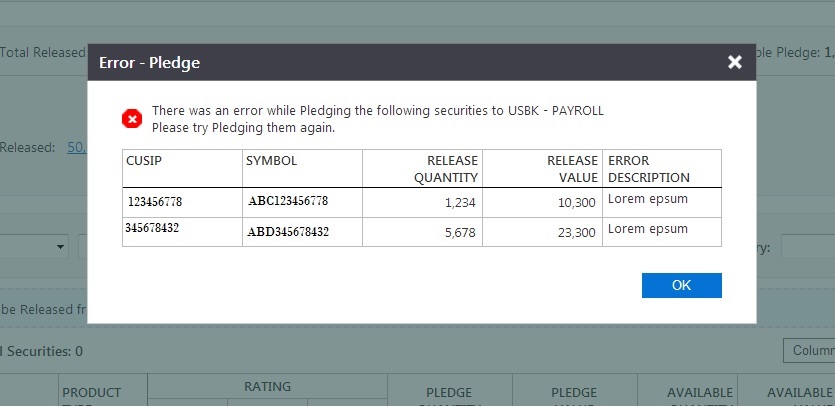 Total Released
ble Pledge: 1,
Error - Pledge
There was an error while Pledging the following securities to USBK - PAYROLL
Please try Pledging them again.
Released: 50,
CUSIP SYMBOL RELEASE QUANTITY RELEASE VALUE ERROR DESCRIPTION
123456778 ABC123456778 1,234 10,300 Lorem epsum
345678432 ABD345678432 5,678 23,300 Lorem epsum
ry:
OK
be Released fr
l Securities: 0
Column
RATING
PRODUCT PLEDGE PLEDGE AVAILABLE AVAILABLE